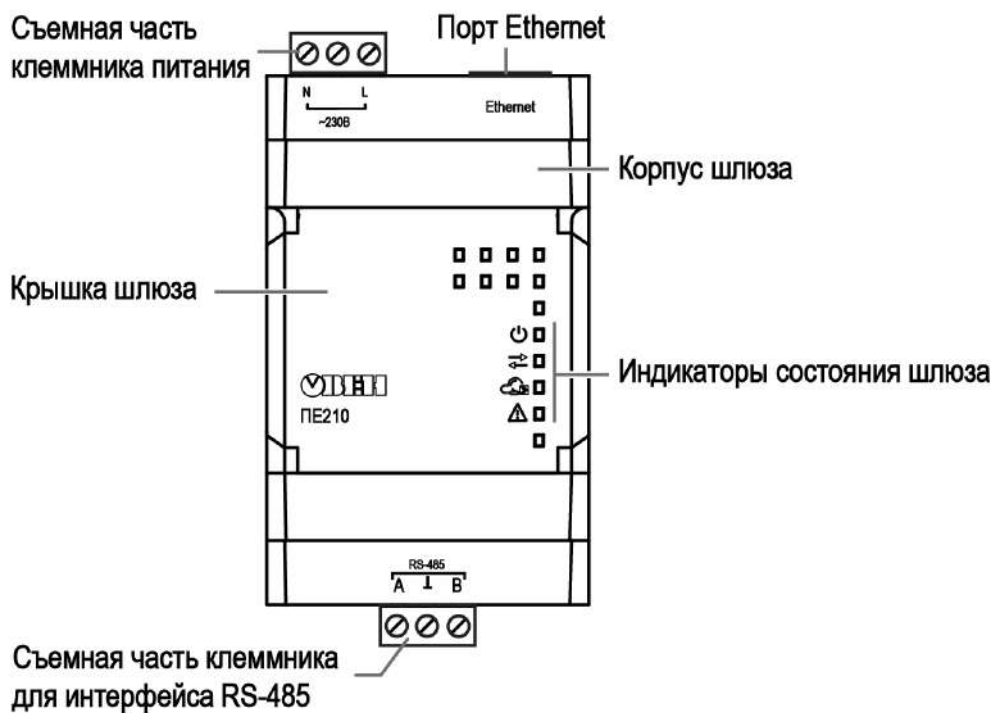 Съемная часть
клеммника питания
Порт Ethernet
N L
~230В
Ethernet
Корпус шлюза
Крышка шлюза
Индикаторы состояния шлюза
ОВЕН
ПЕ210
RS-485
A B
Съемная часть клеммника
для интерфейса RS-485